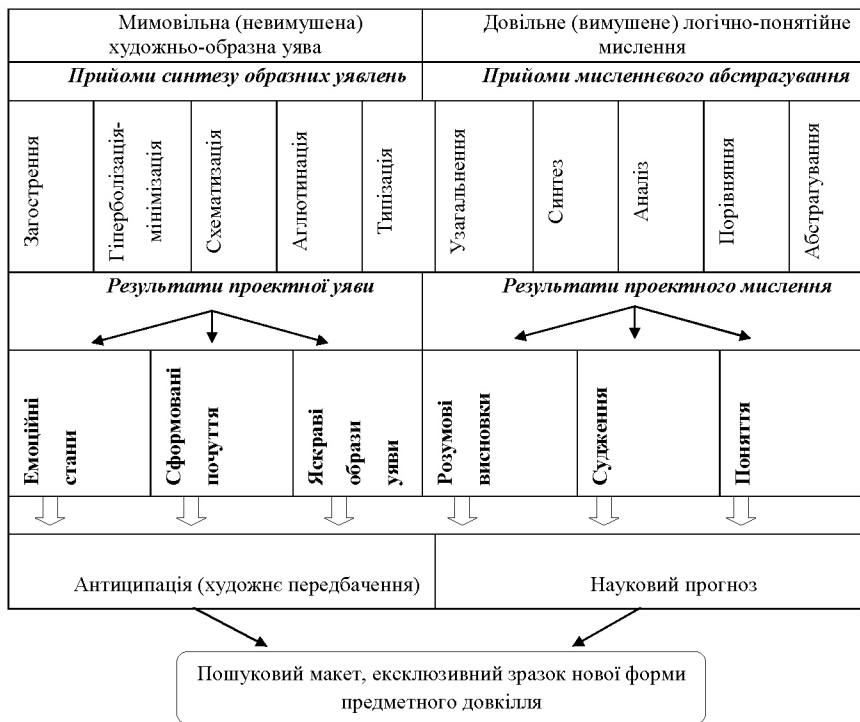 Мимовільна (невимушена)
художньо-образна уява
Довільне (вимушене) логічно-понятійне
мислення
Прийоми синтезу образних уявлень
Прийоми мисленнєвого абстрагування
Загострення
Гіперболізація-
мінімізація
Схематизація
Аглютинація
Типізація
Узагальнення
Синтез
Аналіз
Порівняння
Абстрагування
Результати проектної уяви
Результати проектного мислення
Емоційні
стани
Сформовані
почуття
Яскраві
образи
уяви
Розумові
висновки
Судження
Поняття
Антиципація (художнє передбачення)
Науковий прогноз
Пошуковий макет, ексклюзивний зразок нової форми
предметного довкілля